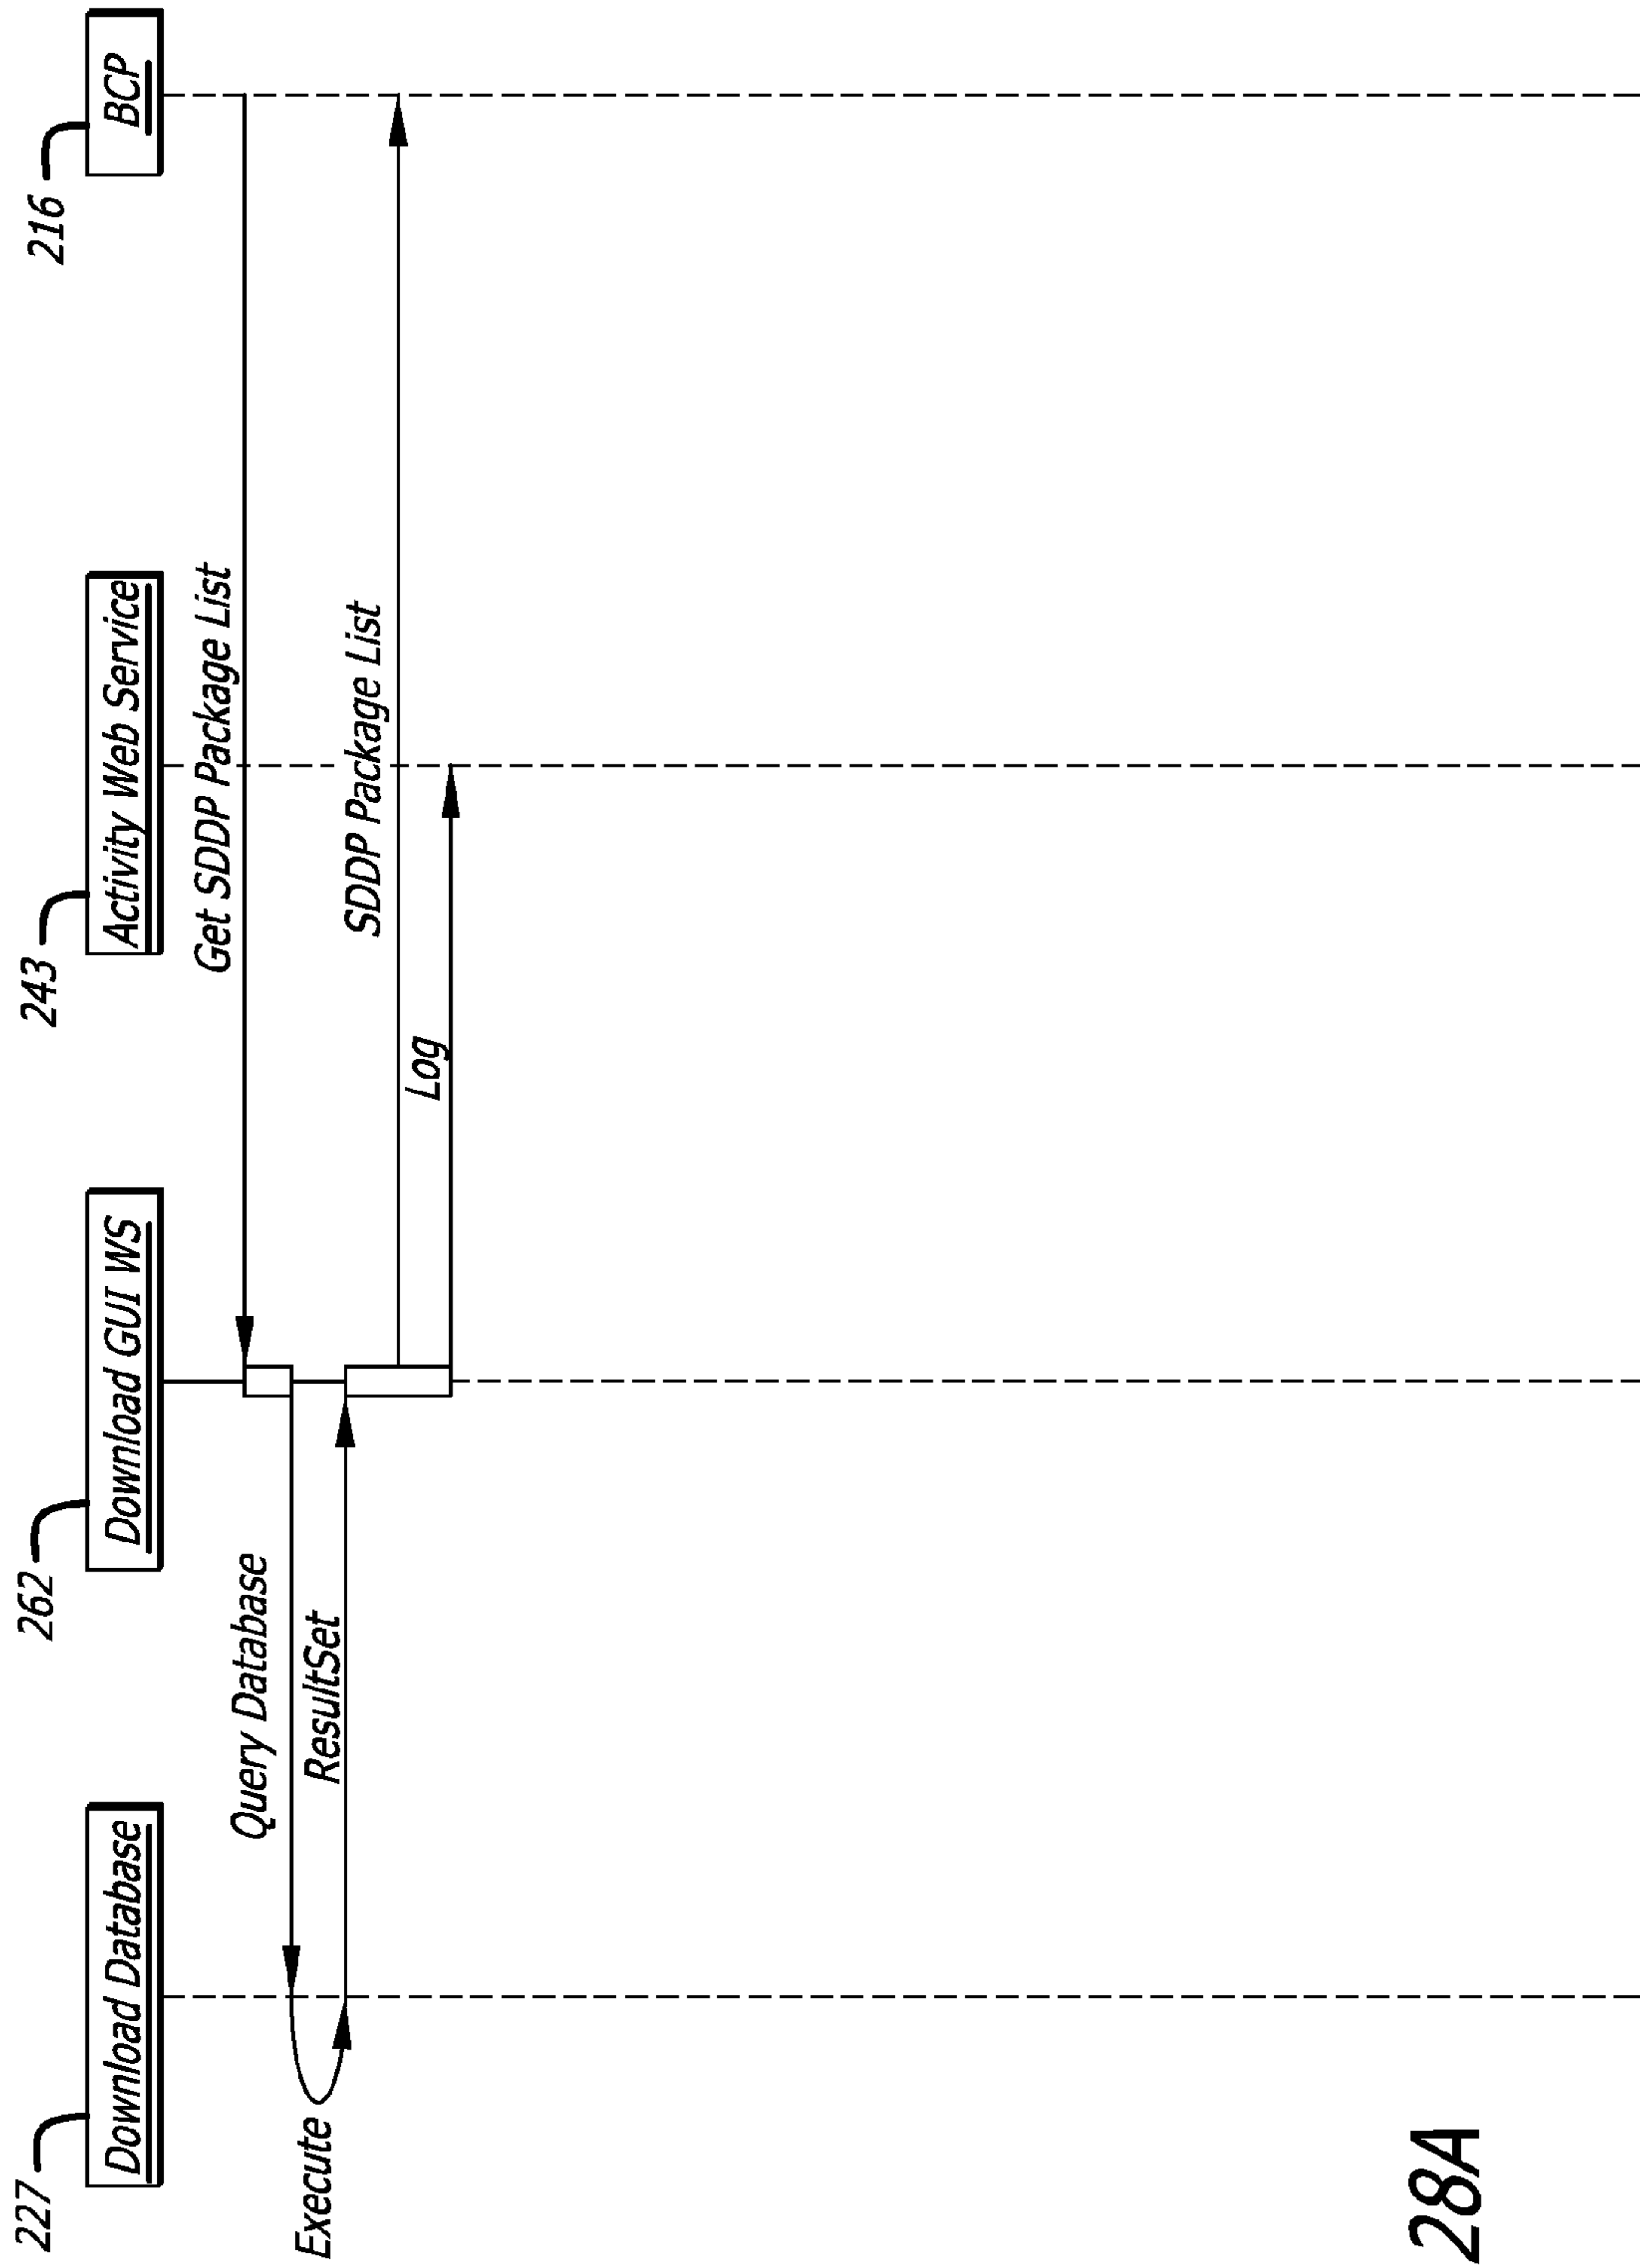 227
262
243
216
Download Database
Download GUI WS
Activity Web Service
BCP
Get SDDP Package List
Query Database
Execute
ResultSet
SDDP Package List
Log
28A